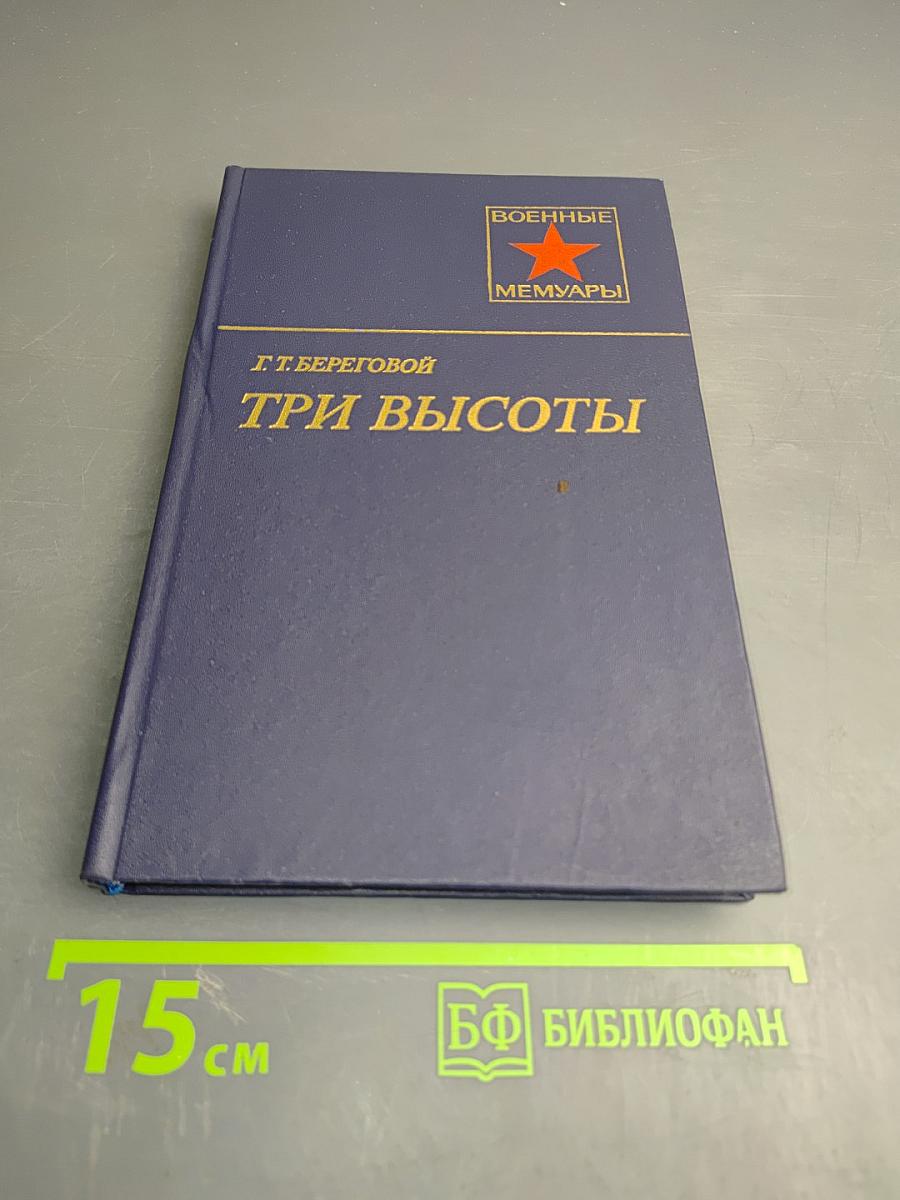 ВОЕННЫЕ
МЕМУАРЫ
Г. Т. БЕРЕГОВОЙ
ТРИ ВЫСОТЫ
15 см
БФ БИБЛИОФАН